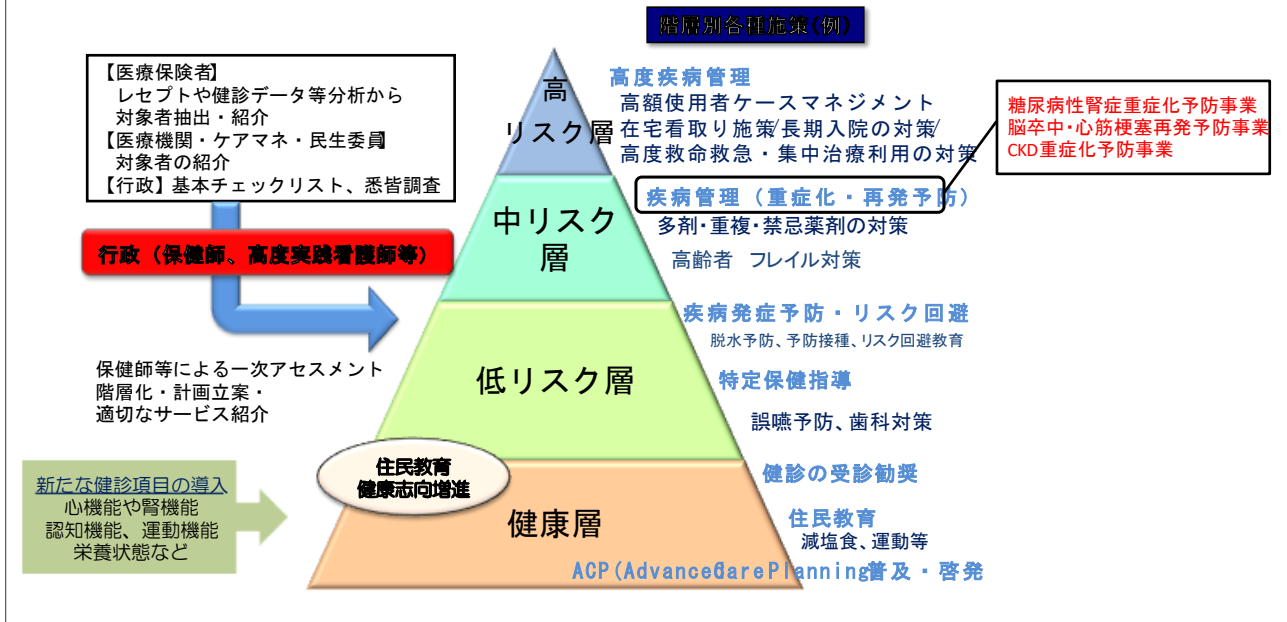 階層別各種施策(例)
【医療保険者】
レセプトや健診データ等分析から
対象者抽出・紹介
【医療機関・ケアマネ・民生委員】
対象者の紹介
【行政】基本チェックリスト、悉皆調査
行政（保健師、高度実践看護師等）
保健師等による一次アセスメント
階層化・計画立案・
適切なサービス紹介
新たな健診項目の導入
心機能や腎機能
認知機能、運動機能
栄養状態など
住民教育
健康志向増進
高
リスク層
中リスク
層
低リスク層
健康層
高度疾病管理
高額使用者ケースマネジメント
在宅看取り施策/長期入院の対策/
高度救命救急・集中治療利用の対策
疾病管理（重症化・再発予防）
多剤・重複・禁忌薬剤の対策
高齢者　フレイル対策
疾病発症予防・リスク回避
脱水予防、予防接種、リスク回避教育
特定保健指導
誤嚥予防、歯科対策
健診の受診勧奨
住民教育
減塩食、運動等
ACP(AdvanceCarePlanning普及・啓発
糖尿病性腎症重症化予防事業
脳卒中・心筋梗塞再発予防事業
CKD重症化予防事業